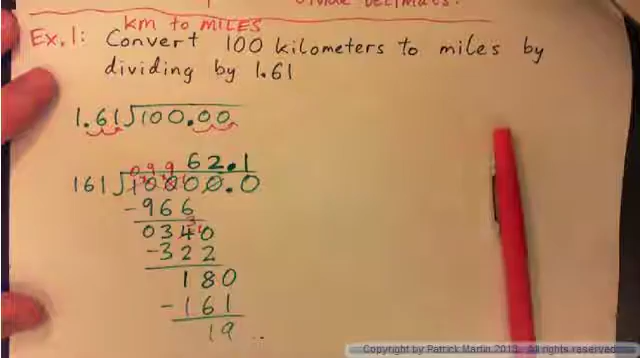 divide decimals.
km to MILES
Ex.1: Convert 100 kilometers to miles by
dividing by 1.61
1.61 100.00
62.1
161 10000.0
-966
0340
-322
180
-161
19 ..
Copyright by Patrick Martin 2013. All rights reserved